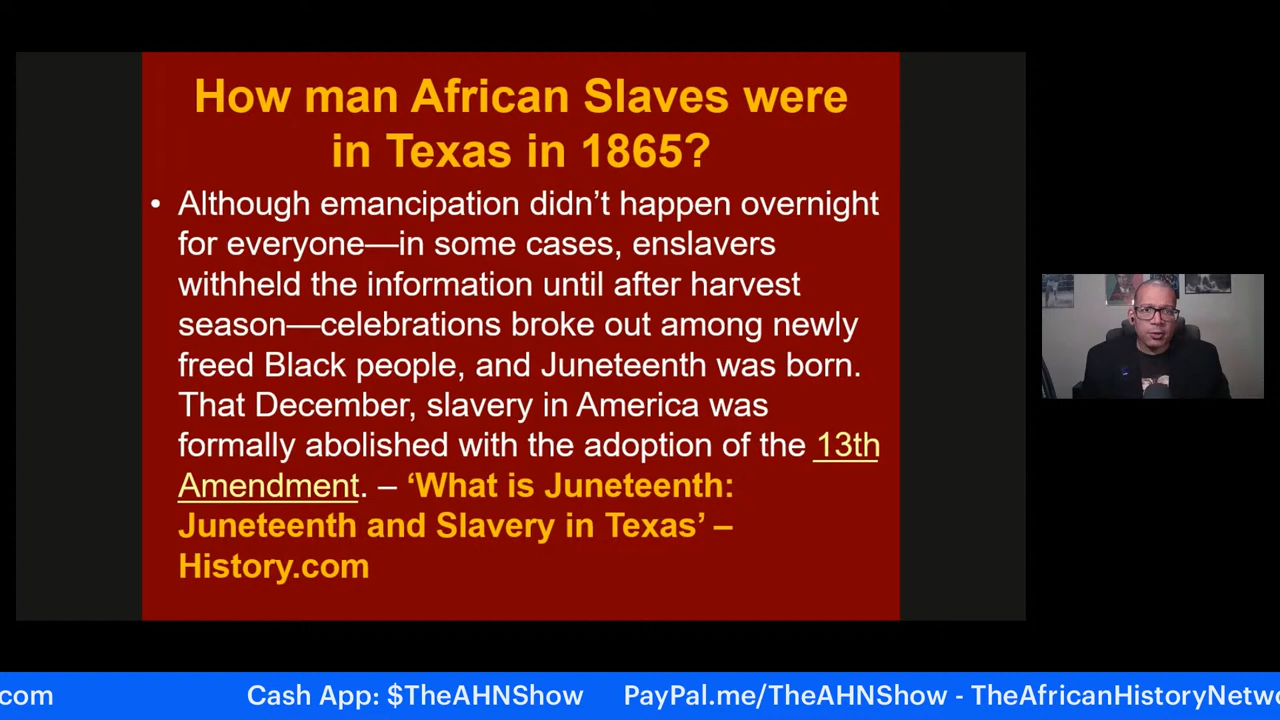 How man African Slaves were
in Texas in 1865?
• Although emancipation didn’t happen overnight
for everyone—in some cases, enslavers
withheld the information until after harvest
season—celebrations broke out among newly
freed Black people, and Juneteenth was born.
That December, slavery in America was
formally abolished with the adoption of the 13th
Amendment. – ‘What is Juneteenth:
Juneteenth and Slavery in Texas’ –
History.com
com Cash App: $TheAHNShow PayPal.me/TheAHNShow - TheAfricanHistoryNetw